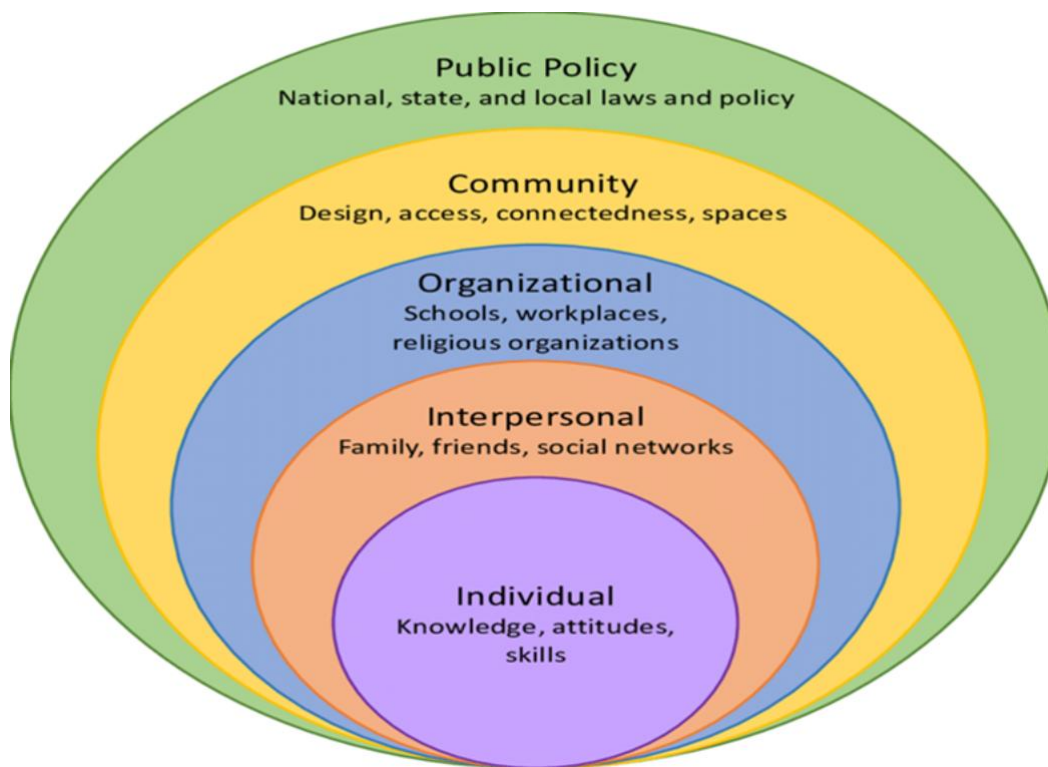 Public Policy
National, state, and local laws and policy
Community
Design, access, connectedness, spaces
Organizational
Schools, workplaces,
religious organizations
Interpersonal
Family, friends, social networks
Individual
Knowledge, attitudes,
skills